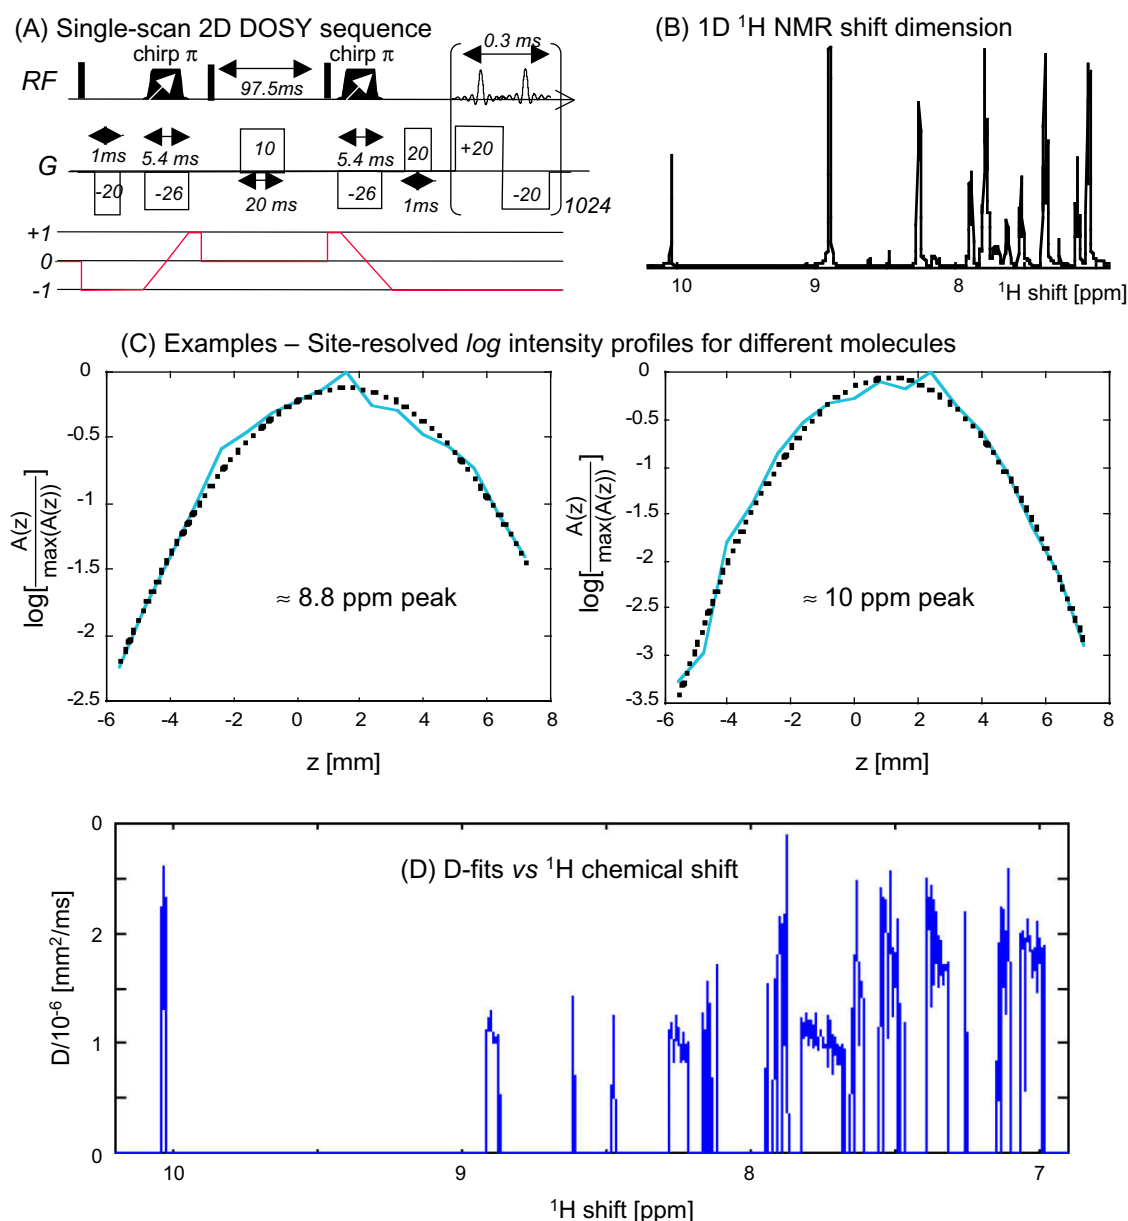 (A) Single-scan 2D DOSY sequence
chirp π
chirp π
0.3 ms
RF
97.5ms
1ms
5.4 ms
10
5.4 ms
20
+20
G
-20
-26
20 ms
-26
1ms
-20
1024
+1
0
-1
(B) 1D ¹H NMR shift dimension
10
9
8
¹H shift [ppm]
(C) Examples – Site-resolved log intensity profiles for different molecules
0
-0.5
-1
-1.5
-2
-2.5
log[A(z)/max(A(z))]
≈ 8.8 ppm peak
-6
-4
-2
0
2
4
6
8
z [mm]
0
-0.5
-1
-1.5
-2
-2.5
-3
-3.5
log[A(z)/max(A(z))]
≈ 10 ppm peak
-6
-4
-2
0
2
4
6
8
z [mm]
(D) D-fits vs ¹H chemical shift
0
2
1
0
D/10⁻⁶ [mm²/ms]
10
9
8
7
¹H shift [ppm]